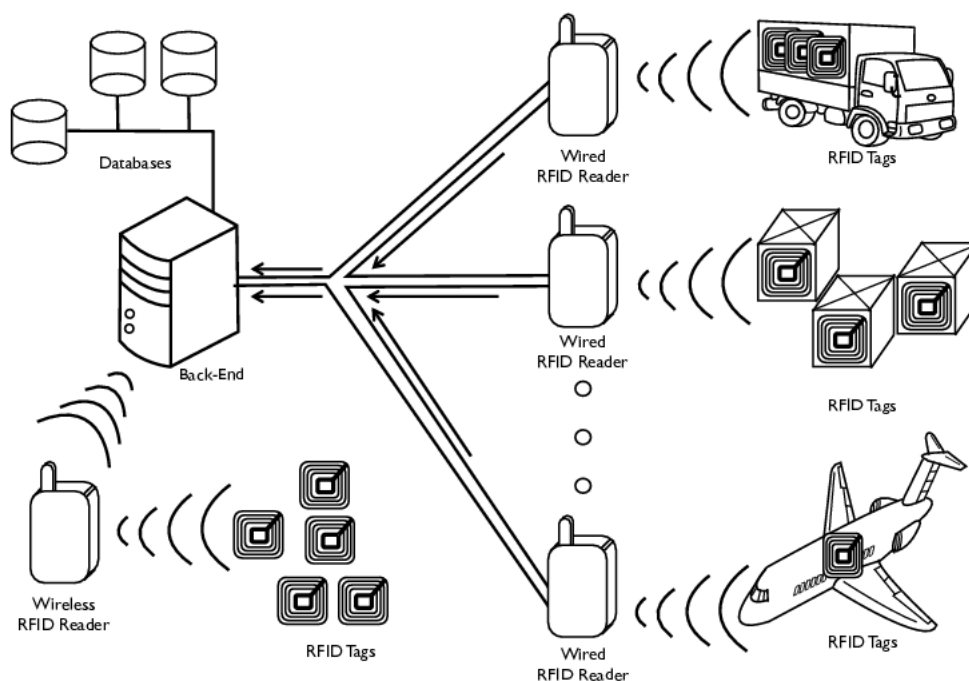 Databases
Back-End
Wired
RFID Reader
RFID Tags
Wired
RFID Reader
RFID Tags
Wireless
RFID Reader
RFID Tags
Wired
RFID Reader
RFID Tags